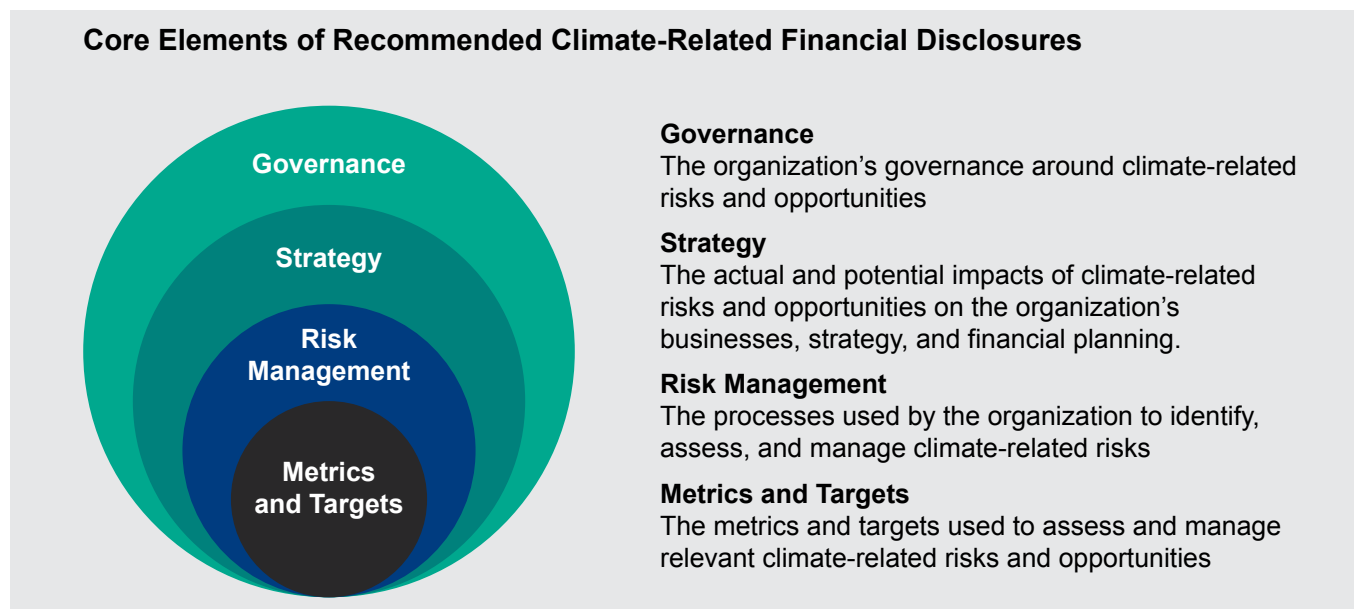 Core Elements of Recommended Climate-Related Financial Disclosures
Governance
Strategy
Risk
Management
Metrics
and Targets
Governance
The organization’s governance around climate-related
risks and opportunities
Strategy
The actual and potential impacts of climate-related
risks and opportunities on the organization’s
businesses, strategy, and financial planning.
Risk Management
The processes used by the organization to identify,
assess, and manage climate-related risks
Metrics and Targets
The metrics and targets used to assess and manage
relevant climate-related risks and opportunities